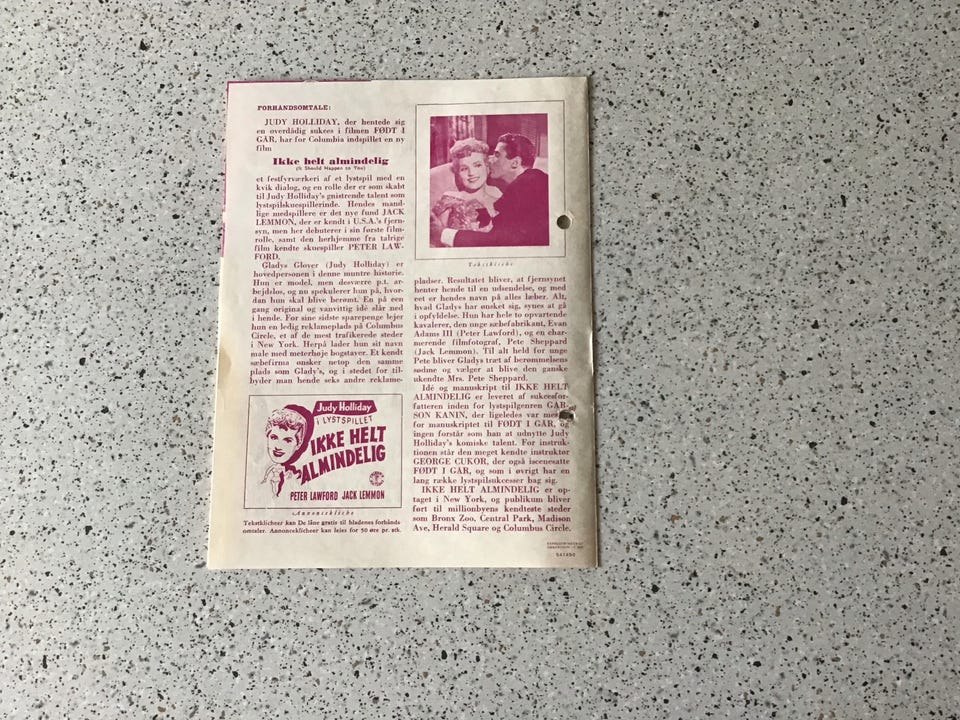 FORHANDSOMTALE:
JUDY HOLLIDAY, der hentede sig
en overdådig sukces i filmen FØDT I
GÅR, har for Columbia indspillet en ny
film
Ikke helt almindelig
(It Should Happen to You)
et festfyrværkeri af et lystspil med en
kvik dialog, og en rolle der er som skabt
til Judy Holliday's gnistrende talent som
lystspilskuespillerinde. Hendes mand-
lige medspillere er det nye fund JACK
LEMMON, der er kendt i U.S.A.'s fjern-
syn, men her debuterer i sin første film-
rolle, samt den herhjemme fra talrige
film kendte skuespiller PETER LAW-
FORD.
Gladys Glover (Judy Holliday) er
hovedpersonen i denne muntre historie.
Hun er model, men desværre p.t. ar-
bejdsløs, og nu spekulerer hun på, hvor-
dan hun skal blive berømt. En på een
gang original og vanvittig idé slår ned
i hende. For sine sidste sparepenge lejer
hun en ledig reklameplads på Columbus
Circle, et af de mest trafikerede steder
i New York. Herpå lader hun sit navn
male med meterhøje bogstaver. Et kendt
sæbefirma ønsker netop den samme
plads som Glady's, og i stedet for til-
byder man hende seks andre reklame-
Judy Holliday
I LYSTSPILLET
IKKE HELT
ALMINDELIG
PETER LAWFORD JACK LEMMON
Annonceklische
Tekstklicheer kan De låne gratis til bladenes forhånds-
omtaler. Annonceklicheer kan lejes for 50 øre pr. stk.
Tekstkliche
pladser. Resultatet bliver, at fjernsynet
henter hende til en udsendelse, og med
eet er hendes navn på alles læber. Alt,
hvad Gladys har ønsket sig, synes at gå
i opfyldelse. Hun har hele to opvartende
kavalerer, den unge sæbefabrikant, Evan
Adams III (Peter Lawford), og en char-
merende filmfotograf, Pete Sheppard
(Jack Lemmon). Til alt held for unge
Pete bliver Gladys træt af berømmelsens
sødme og vælger at blive den ganske
ukendte Mrs. Pete Sheppard.
Idé og manuskript til IKKE HELT
ALMINDELIG er leveret af sukcesfor-
fatteren inden for lystspilgenren GAR-
SON KANIN, der ligeledes var
for manuskriptet til FØDT I GÅR, og
ingen forstår som han at udnytte Judy
Holliday's komiske talent. For instruk-
tionen står den meget kendte instruktør
GEORGE CUKOR, der også iscenesatte
FØDT I GÅR, og som i øvrigt har en
lang række lystspilsukcesser bag sig.
IKKE HELT ALMINDELIG er op-
taget i New York, og publikum bliver
ført til millionbyens kendteste steder
som Bronx Zoo, Central Park, Madison
Ave, Herald Square og Columbus Circle.